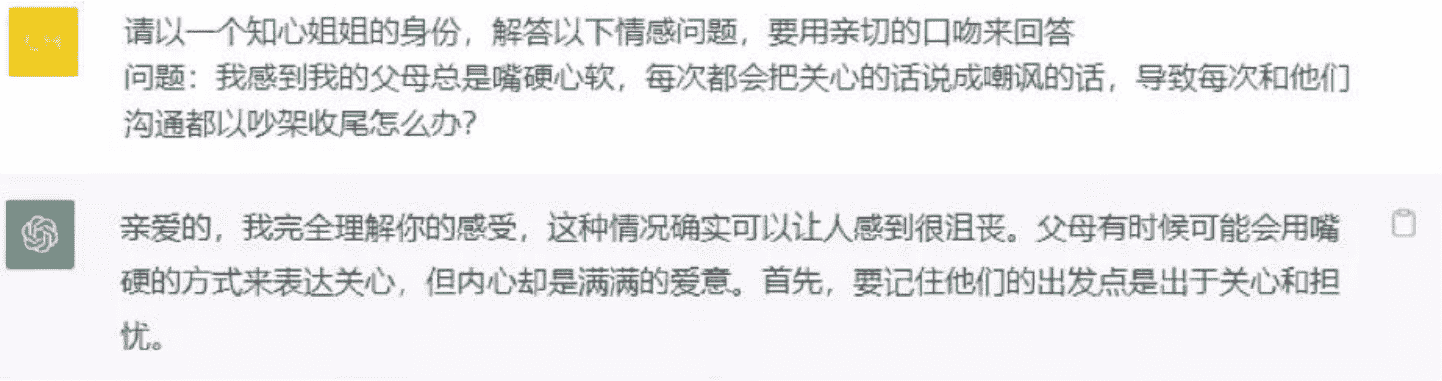 请以一个知心姐姐的身份，解答以下情感问题，要用亲切的口吻来回答
问题：我感到我的父母总是嘴硬心软，每次都会把关心的话说成嘲讽的话，导致每次和他们
沟通都以吵架收尾怎么办？
亲爱的，我完全理解你的感受，这种情况确实可以让人感到很沮丧。父母有时候可能会用嘴
硬的方式来表达关心，但内心却是满满的爱意。首先，要记住他们的出发点是出于关心和担
忧。